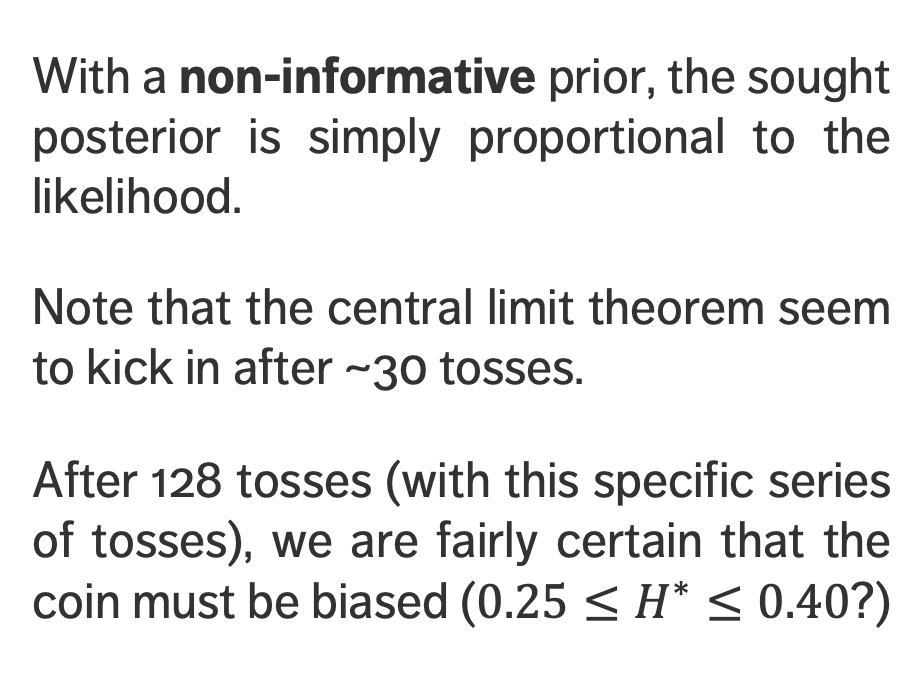 With a non-informative prior, the sought
posterior is simply proportional to the
likelihood.
Note that the central limit theorem seem
to kick in after ~30 tosses.
After 128 tosses (with this specific series
of tosses), we are fairly certain that the
coin must be biased (0.25 ≤ H* ≤ 0.40?)